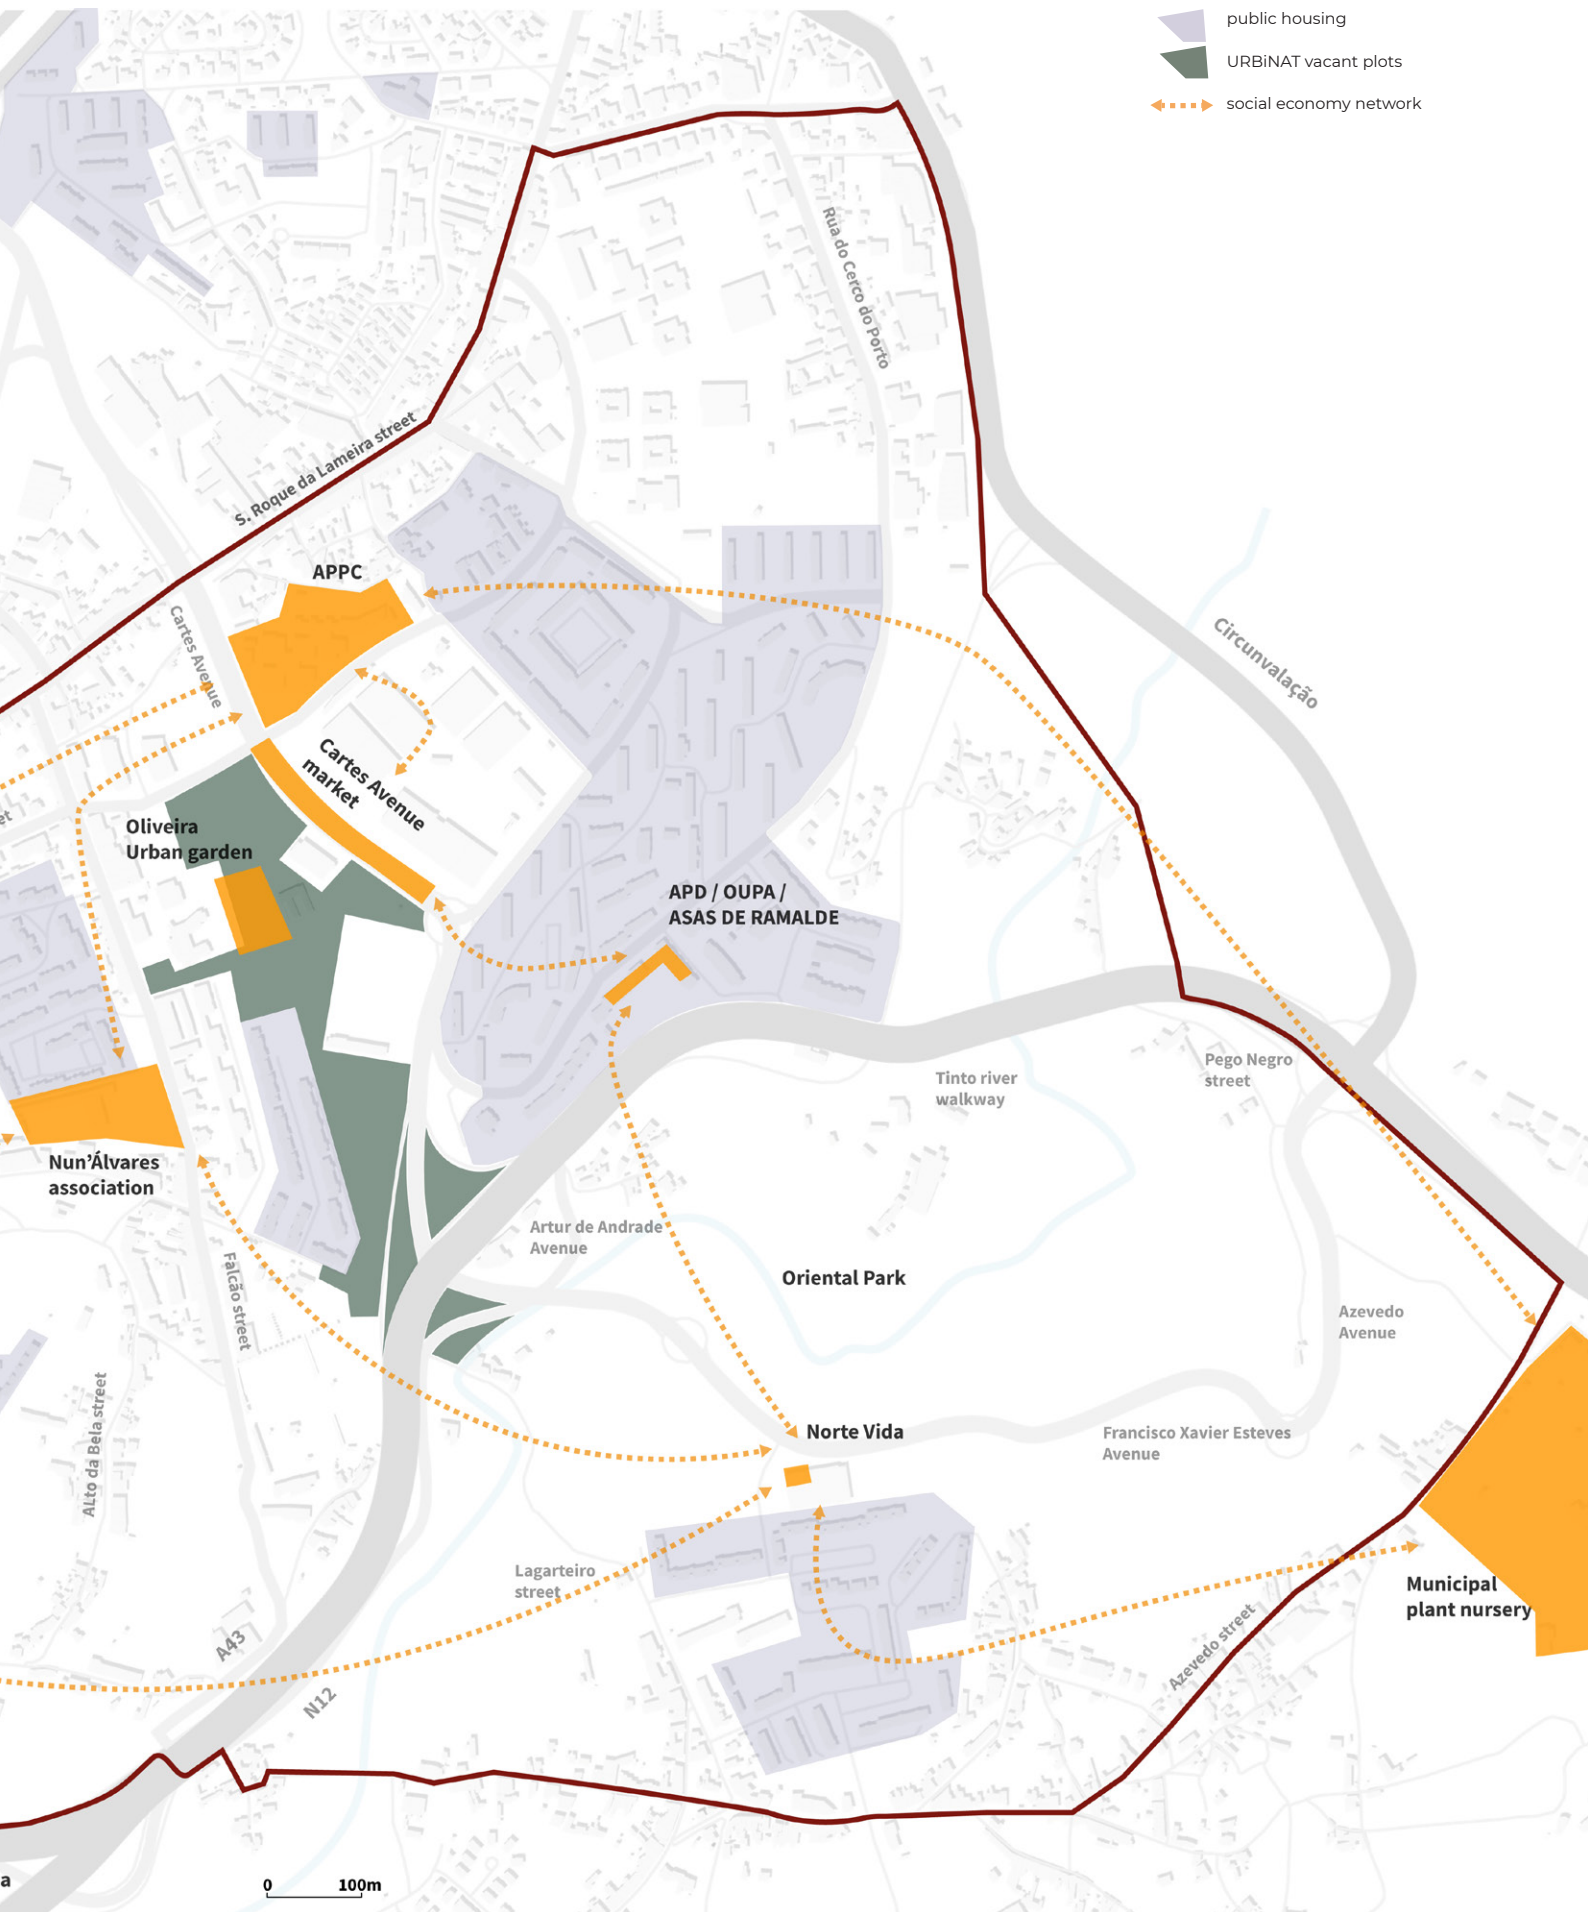 public housing
URBiNAT vacant plots
social economy network
Rua do Cerco do Porto
S. Roque da Lameira street
APPC
Cartes Avenue
Circunvalação
Cartes Avenue
market
et
Oliveira
Urban garden
APD / OUPA /
ASAS DE RAMALDE
Pego Negro
street
Tinto river
walkway
Nun’Álvares
association
Artur de Andrade
Avenue
Oriental Park
Falcão street
Azevedo
Avenue
ALto da Bela street
Norte Vida
Francisco Xavier Esteves
Avenue
Lagarteiro
street
Municipal
plant nursery
A43
Azevedo street
N12
a
0 100m